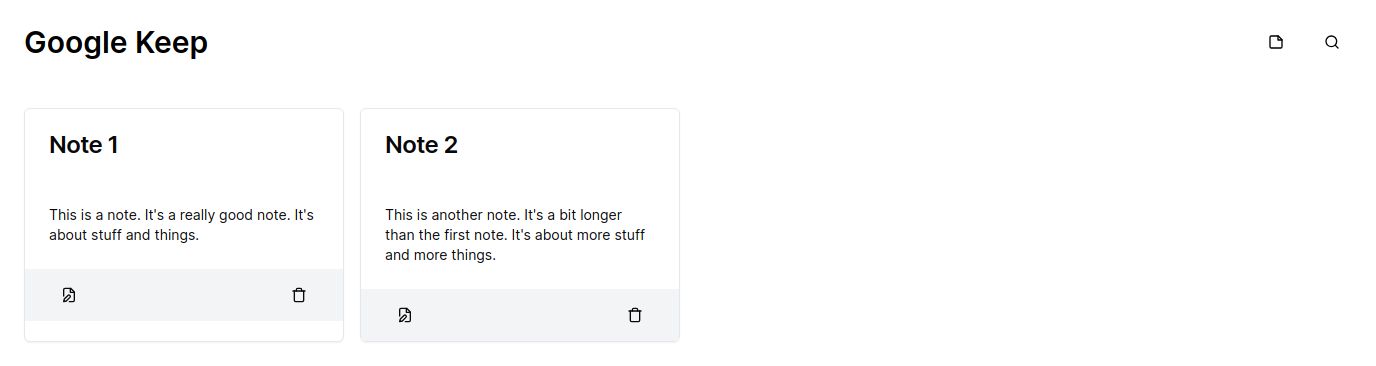 Google Keep
Note 1
This is a note. It's a really good note. It's
about stuff and things.
Note 2
This is another note. It's a bit longer
than the first note. It's about more stuff
and more things.